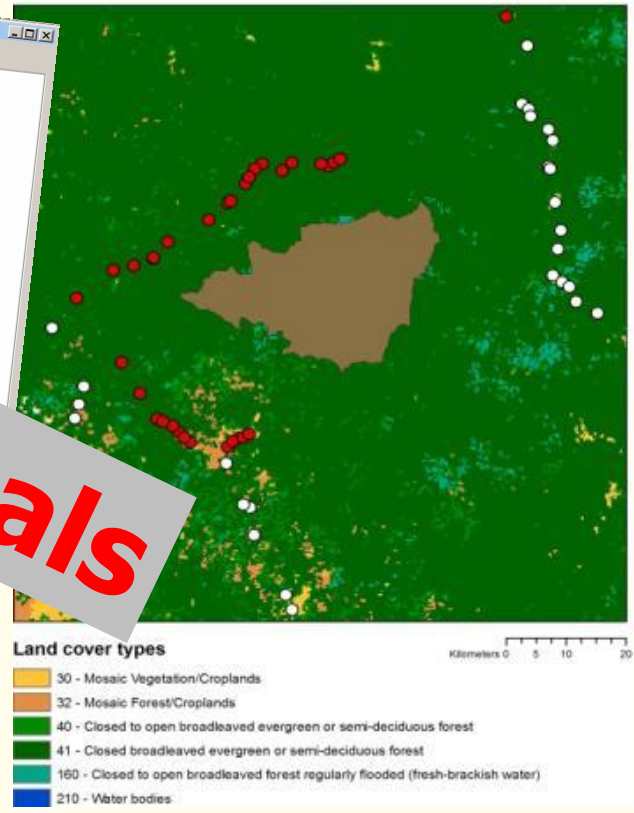 als
Land cover types
Kilometers 0 5 10 20
30 - Mosaic Vegetation/Croplands
32 - Mosaic Forest/Croplands
40 - Closed to open broadleaved evergreen or semi-deciduous forest
41 - Closed broadleaved evergreen or semi-deciduous forest
160 - Closed to open broadleaved forest regularly flooded (fresh-brackish water)
210 - Water bodies